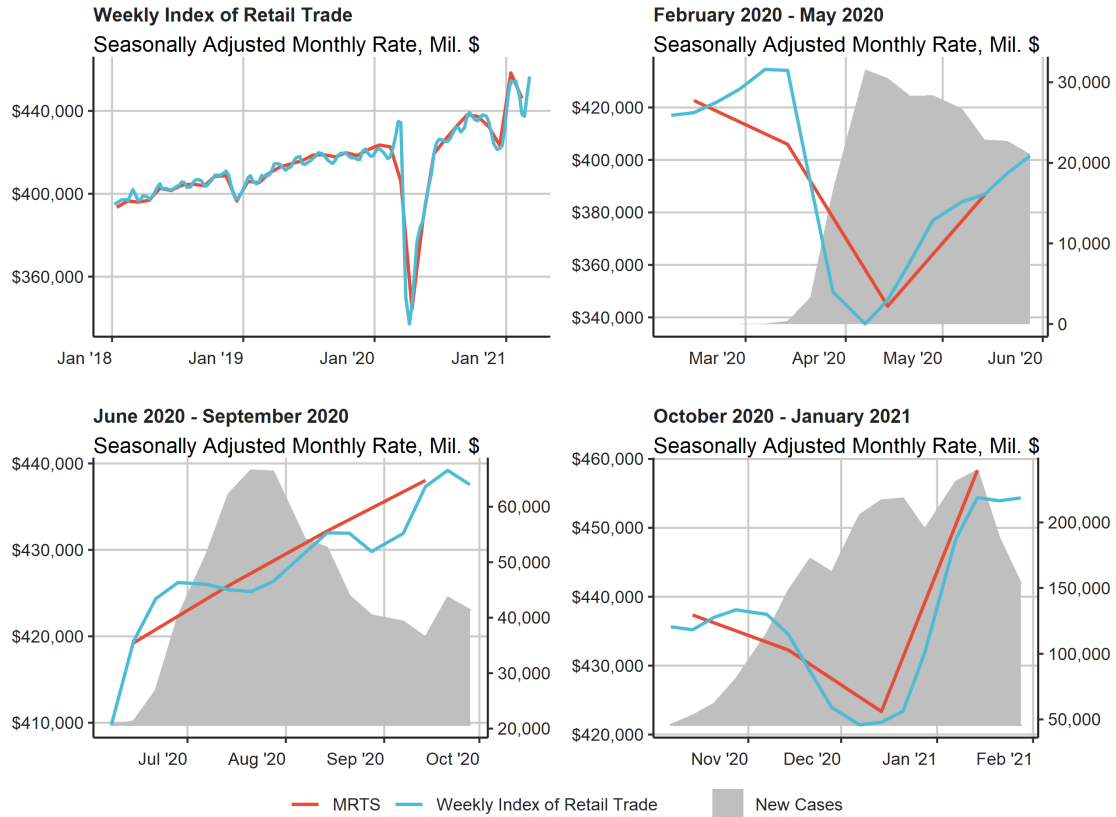 Weekly Index of Retail Trade
Seasonally Adjusted Monthly Rate, Mil. $
$440,000
$400,000
$360,000
Jan '18
Jan '19
Jan '20
Jan '21
February 2020 - May 2020
Seasonally Adjusted Monthly Rate, Mil. $
$420,000
$400,000
$380,000
$360,000
$340,000
30,000
20,000
10,000
0
Mar '20
Apr '20
May '20
Jun '20
June 2020 - September 2020
Seasonally Adjusted Monthly Rate, Mil. $
$440,000
$430,000
$420,000
$410,000
60,000
50,000
40,000
30,000
20,000
Jul '20
Aug '20
Sep '20
Oct '20
October 2020 - January 2021
Seasonally Adjusted Monthly Rate, Mil. $
$460,000
$450,000
$440,000
$430,000
$420,000
200,000
150,000
100,000
50,000
Nov '20
Dec '20
Jan '21
Feb '21
MRTS
Weekly Index of Retail Trade
New Cases